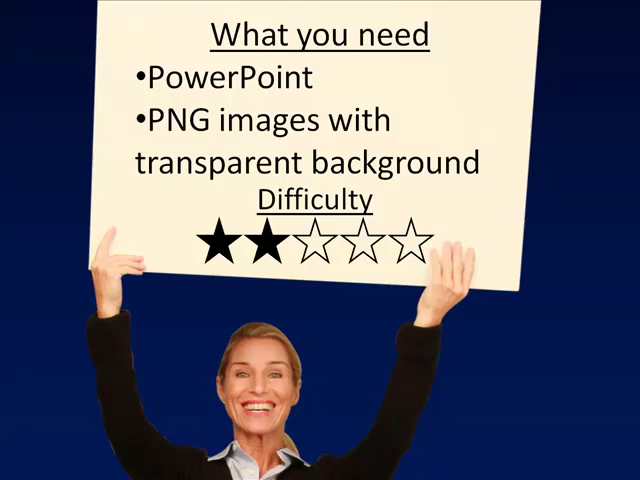 What you need
•PowerPoint
•PNG images with
transparent background
Difficulty
★★☆☆☆